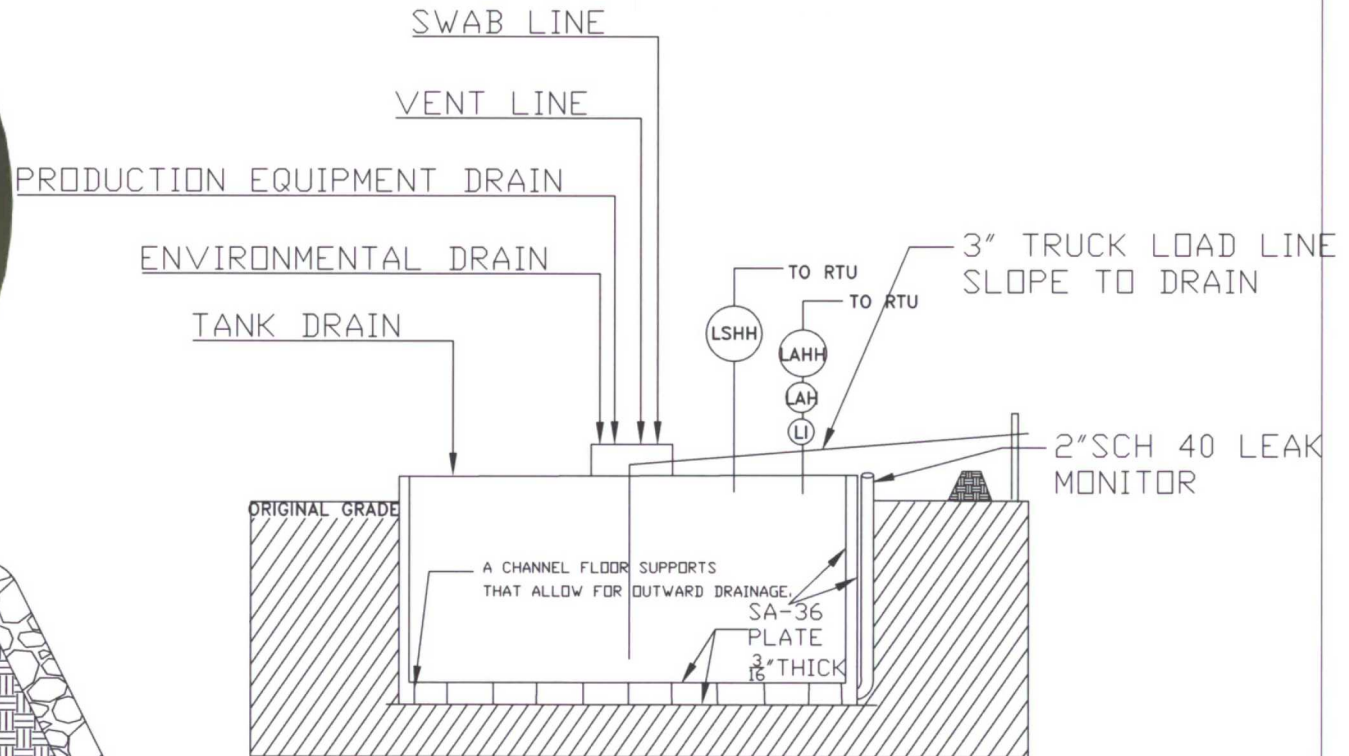 SWAB LINE
VENT LINE
PRODUCTION EQUIPMENT DRAIN
ENVIRONMENTAL DRAIN
TANK DRAIN
3" TRUCK LOAD LINE
SLOPE TO DRAIN
TO RTU
TO RTU
LSHH
LAHH
LAH
LI
2"SCH 40 LEAK
MONITOR
ORIGINAL GRADE
A CHANNEL FLOOR SUPPORTS
THAT ALLOW FOR OUTWARD DRAINAGE.
SA-36
PLATE
3/16"THICK